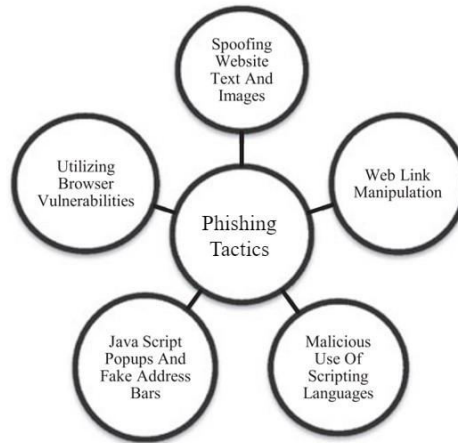 Spoofing
Website
Text And
Images
Utilizing
Browser
Vulnerabilities
Web Link
Manipulation
Phishing
Tactics
Java Script
Popups And
Fake Address
Bars
Malicious
Use Of
Scripting
Languages